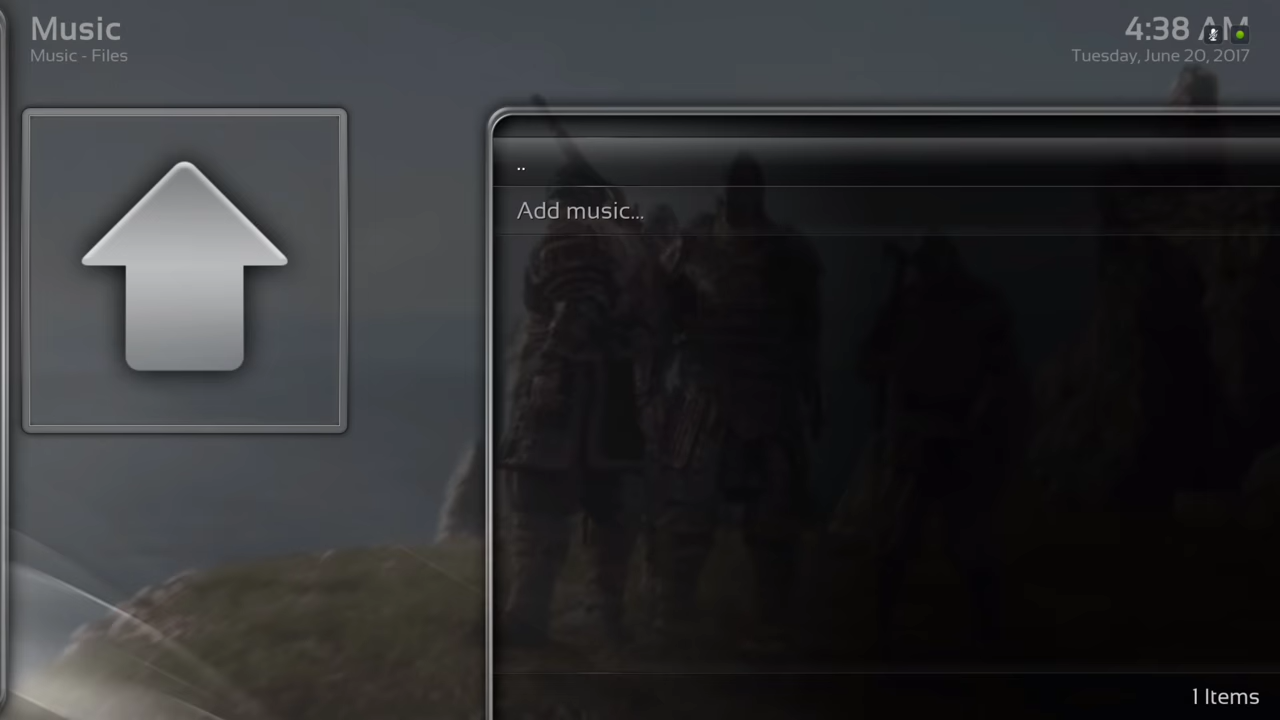 Music
Music - Files
4:38 AM
Tuesday, June 20, 2017
..
Add music...
1 Items